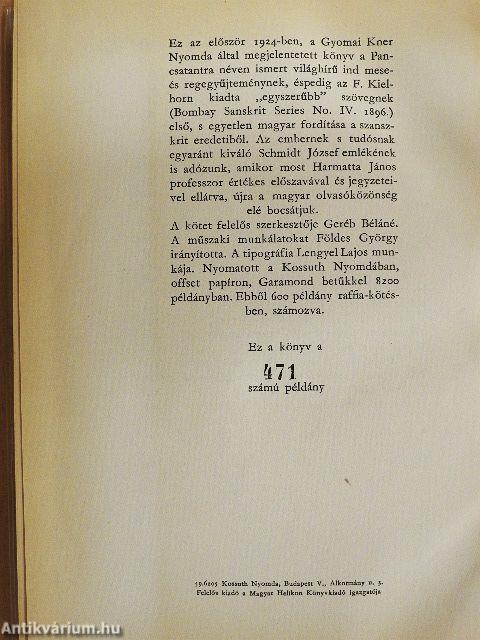 Ez az először 1924-ben, a Gyomai Kner
Nyomda által megjelentetett könyv a Pan-
csatantra néven ismert világhírű ind mese-
és regegyűjteménynek, éspedig az F. Kiel-
horn kiadta „egyszerűbb” szövegnek
(Bombay Sanskrit Series No. IV. 1896.)
első, s egyetlen magyar fordítása a szansz-
krit eredetiből. Az embernek s tudósnak
egyaránt kiváló Schmidt József emlékének
is adózunk, amikor most Harmatta János
professzor értékes előszavával és jegyzetei-
vel ellátva, újra a magyar olvasóközönség
elé bocsátjuk.
A kötet felelős szerkesztője Geréb Béláné.
A műszaki munkálatokat Földes György
irányította. A tipográfia Lengyel Lajos mun-
kája. Nyomatott a Kossuth Nyomdában,
offset papíron, Garamond betűkkel 8200
példányban. Ebből 600 példány raffia-kötés-
ben, számozva.
Ez a könyv a
471
számú példány
59.6205 Kossuth Nyomda, Budapest V., Alkotmány u. 3.
Felelős kiadó a Magyar Helikon Könyvkiadó igazgatója
Antikvárium.hu